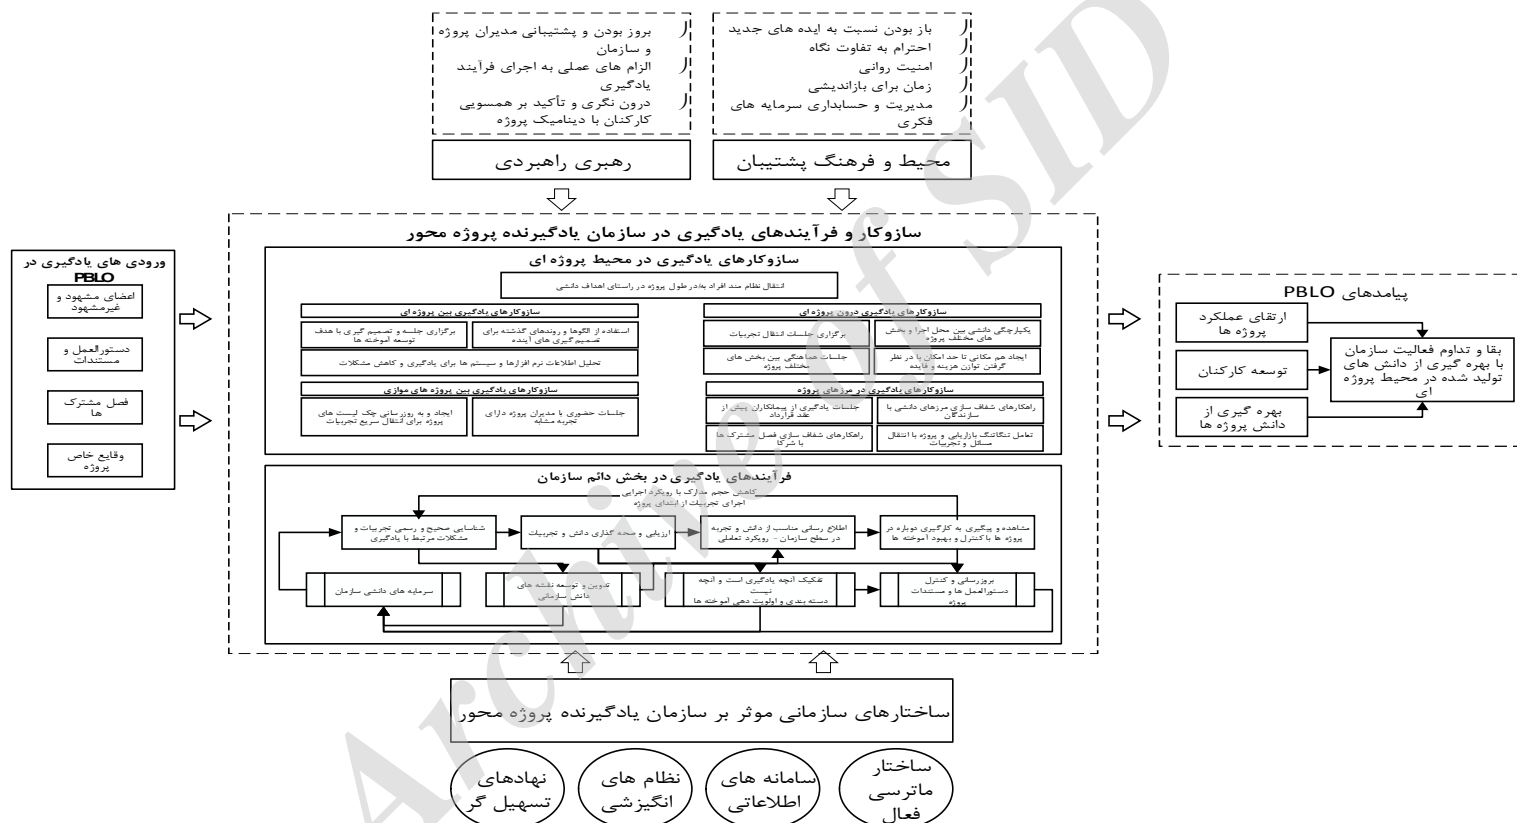 باز بودن نسبت به ایده های جدید
احترام به تفاوت نگاه
امنیت روانی
زمان برای بازاندیشی
مدیریت و حسابداری سرمایه های
فکری
محیط و فرهنگ پشتیبان
بروز بودن و پشتیبانی مدیران پروژه
و سازمان
الزام های عملی به اجرای فرآیند
یادگیری
درون نگری و تأکید بر همسویی
کارکنان با دینامیک پروژه
رهبری راهبردی
ورودی های یادگیری در
PBLO
اعضای مشهود و
غیرمشهود
دستورالعمل و
مستندات
فصل مشترک
ها
وقایع خاص
پروژه
سازوکار و فرآیندهای یادگیری در سازمان یادگیرنده پروژه محور
سازوکارهای یادگیری در محیط پروژه ای
انتقال نظام مند افراد به/در طول پروژه در راستای اهداف دانشی
سازوکارهای یادگیری درون پروژه ای
یکپارچگی دانشی بین محل اجرا و بخش
های مختلف پروژه
برگزاری جلسات انتقال تجربیات
ایجاد هم مکانی تا حد امکان با در نظر
گرفتن توازن هزینه و فایده
جلسات هماهنگی بین بخش های
مختلف پروژه
سازوکارهای یادگیری بین پروژه ای
استفاده از الگوها و روندهای گذشته برای
تصمیم گیری های آینده
برگزاری جلسه و تصمیم گیری با هدف
توسعه آموخته ها
تحلیل اطلاعات نرم افزارها و سیستم ها برای یادگیری و کاهش مشکلات
سازوکارهای یادگیری در مرزهای پروژه
راهکارهای شفاف سازی مرزهای دانشی با
سازندگان
جلسات یادگیری از پیمانکاران پیش از
عقد قرارداد
تعامل تنگاتنگ بازاریابی و پروژه با انتقال
مسائل و تجربیات
راهکارهای شفاف سازی فصل مشترک ها
با شرکا
سازوکارهای یادگیری بین پروژه های موازی
جلسات حضوری با مدیران پروژه دارای
تجربه مشابه
ایجاد و به روزرسانی چک لیست های
پروژه برای انتقال سریع تجربیات
فرآیندهای یادگیری در بخش دائم سازمان
کاهش حجم مدارک با رویکرد اجرایی
اجرای تجربیات از ابتدای پروژه
شناسایی صحیح و رسمی تجربیات و
مشکلات مرتبط با یادگیری
ارزیابی و صحه گذاری دانش و تجربیات
اطلاع رسانی مناسب از دانش و تجربه
در سطح سازمان - رویکرد تعاملی
مشاهده و پیگیری به کارگیری دوباره در
پروژه ها با کنترل و بهبود آموخته ها
سرمایه های دانشی سازمان
تدوین و توسعه نقشه های
دانش سازمانی
تفکیک آنچه یادگیری است و آنچه
نیست
دسته بندی و اولویت دهی آموخته ها
بروزرسانی و کنترل
دستورالعمل ها و مستندات
پروژه
پیامدهای PBLO
ارتقای عملکرد
پروژه ها
توسعه کارکنان
بهره گیری از
دانش پروژه ها
بقا و تداوم فعالیت سازمان
با بهره گیری از دانش های
تولید شده در محیط پروژه
ای
ساختارهای سازمانی موثر بر سازمان یادگیرنده پروژه محور
ساختار
ماترسی
فعال
سامانه های
اطلاعاتی
نظام های
انگیزشی
نهادهای
تسهیل گر
Archive of SID